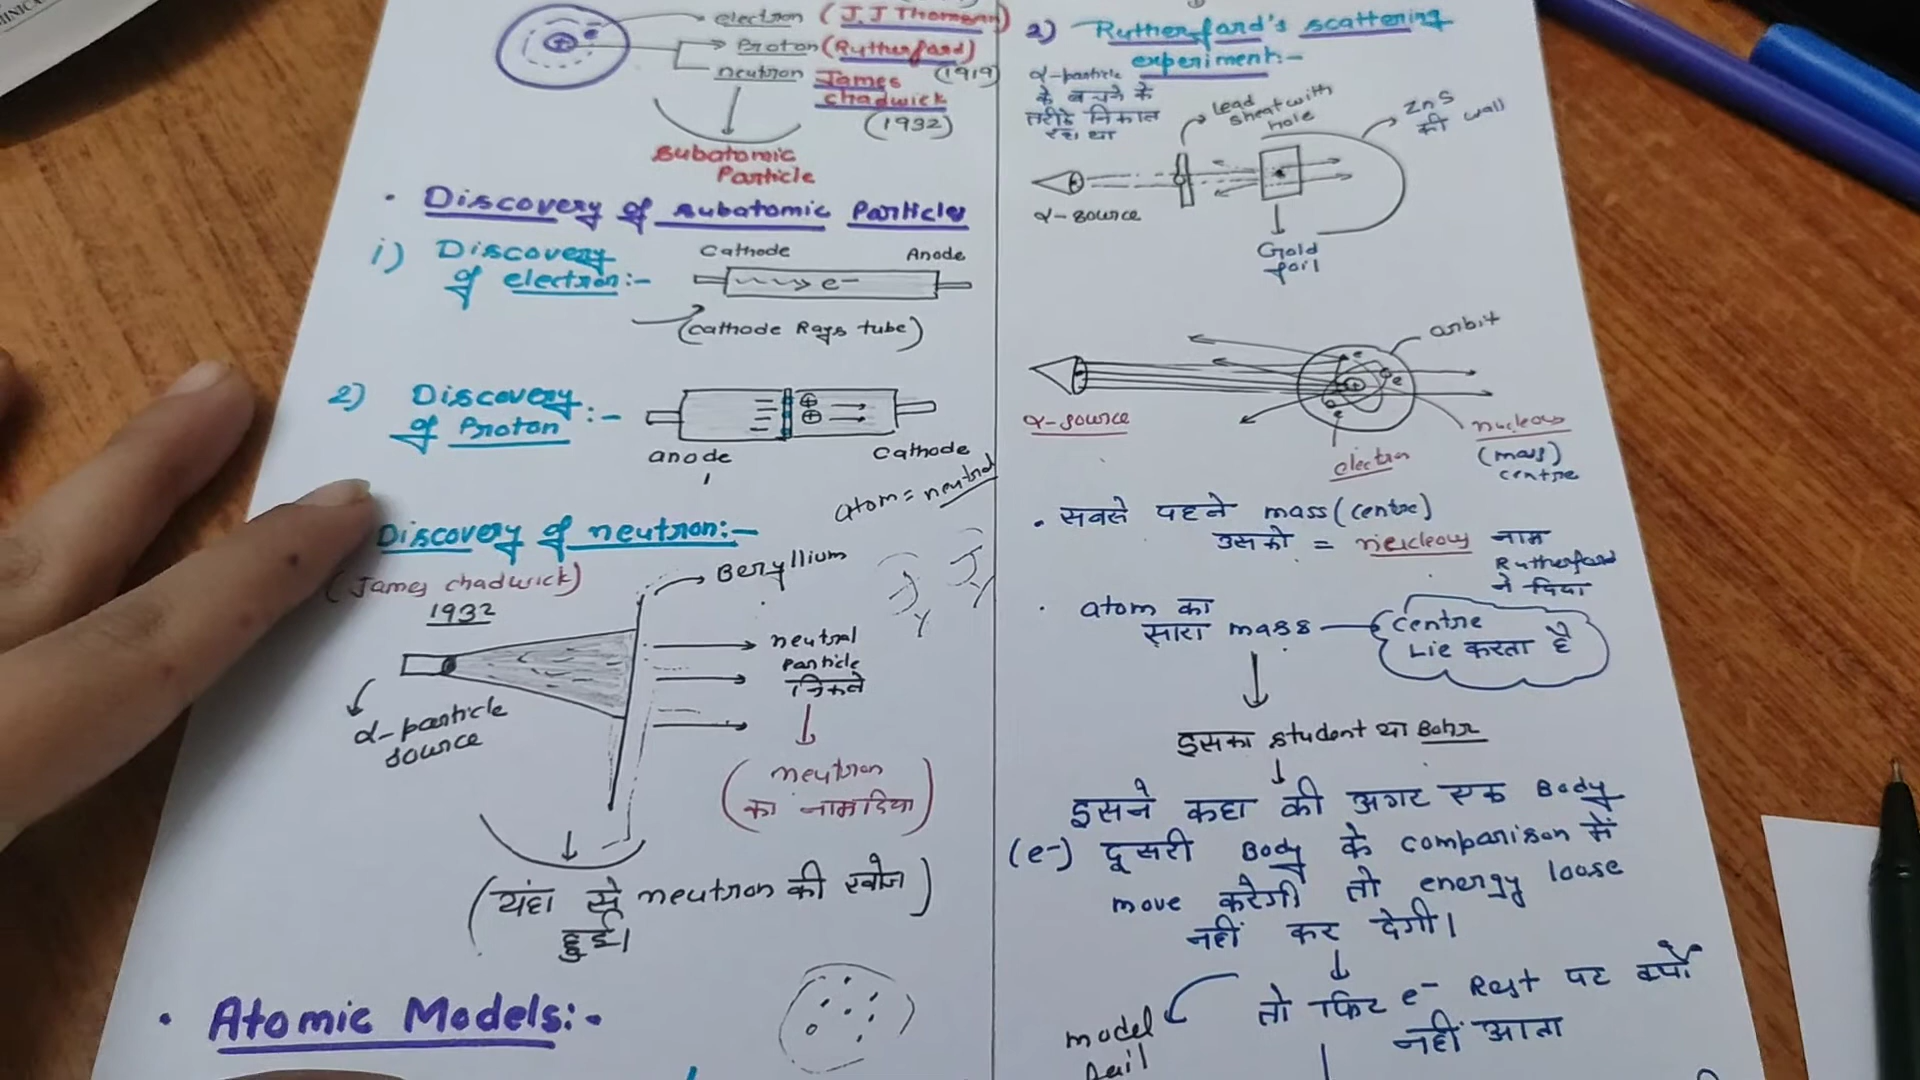 electron (J.J Thomson)
Proton (Rutherford)
(1919)
neutron James
chadwick
(1932)
Subatomic
Particle
• Discovery of subatomic Particles
i) Discovery
of electron:-
Cathode
Anode
e-
(Cathode Rays tube)
2) Discovery
of Proton :-
anode
Cathode
atom = neutral
Discovery of neutron:-
(James chadwick)
1932
Beryllium
neutral
particle
निकले
α-particle
source
(neutron
का नाम दिया)
(यहां से neutron की खोज
हुई।)
• Atomic Models:-
2) Rutherford's scattering
experiment:-
α-particle
के बचने के
तरीके निकाल
रहा था
lead
sheat with
hole
ZnS
की wall
α-source
Gold
foil
orbit
α-source
electron
nucleous
(mass)
centre
• सबसे पहले mass (centre)
उसको = nucleous नाम
Rutherford
ने दिया
• atom का
सारा mass
Centre
Lie करता है
इसका student था Bohr
इसने कहा की अगर एक Body
(e-) दूसरी Body के comparison में
move करेगी तो energy loose
नहीं कर देगी।
तो फिर e- Rest पर क्यों
नहीं आता
model
fail